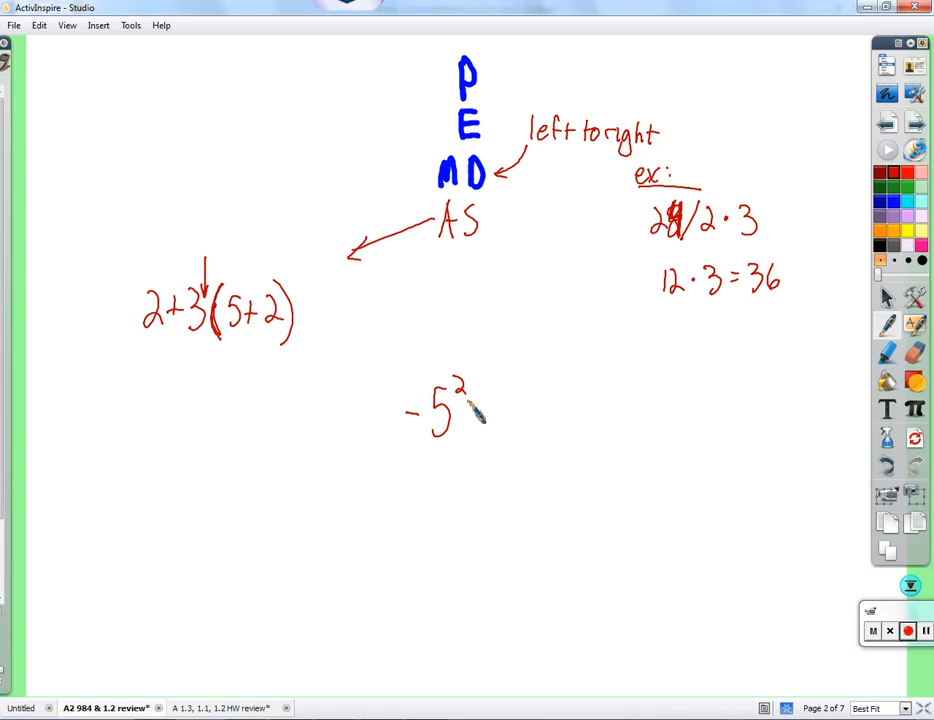 ActivInspire - Studio
File Edit View Insert Tools Help
P
E
MD
AS
left to right
ex:
24/2 · 3
12 · 3 = 36
2+3(5+2)
-5²
M
Untitled A2 984 & 1.2 review* A 1.3, 1.1, 1.2 HW review* Page 2 of 7 Best Fit